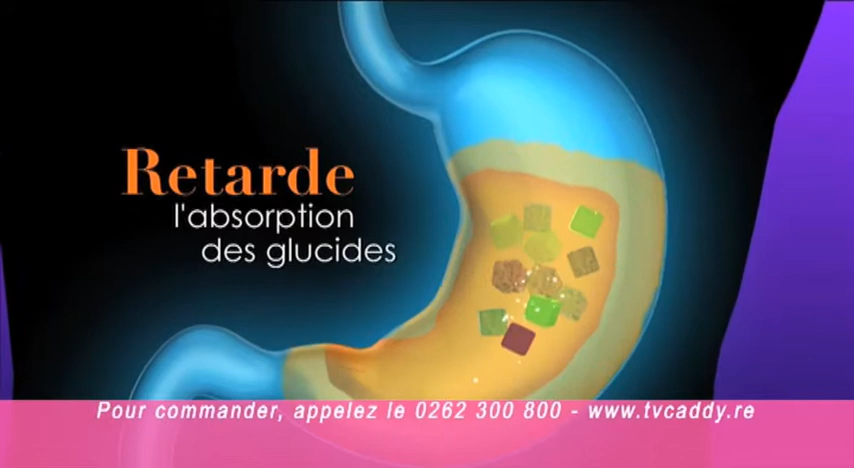 Retarde
l'absorption
des glucides
Pour commander, appelez le 0262 300 800 - www.tvcaddy.re